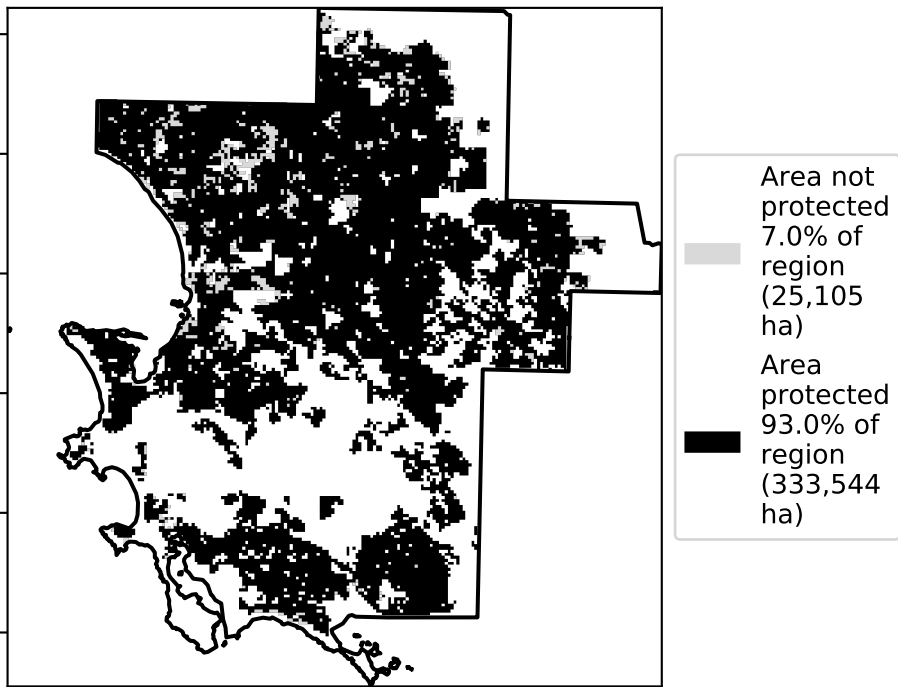 Area not
protected
7.0% of
region
(25,105
ha)
Area
protected
93.0% of
region
(333,544
ha)